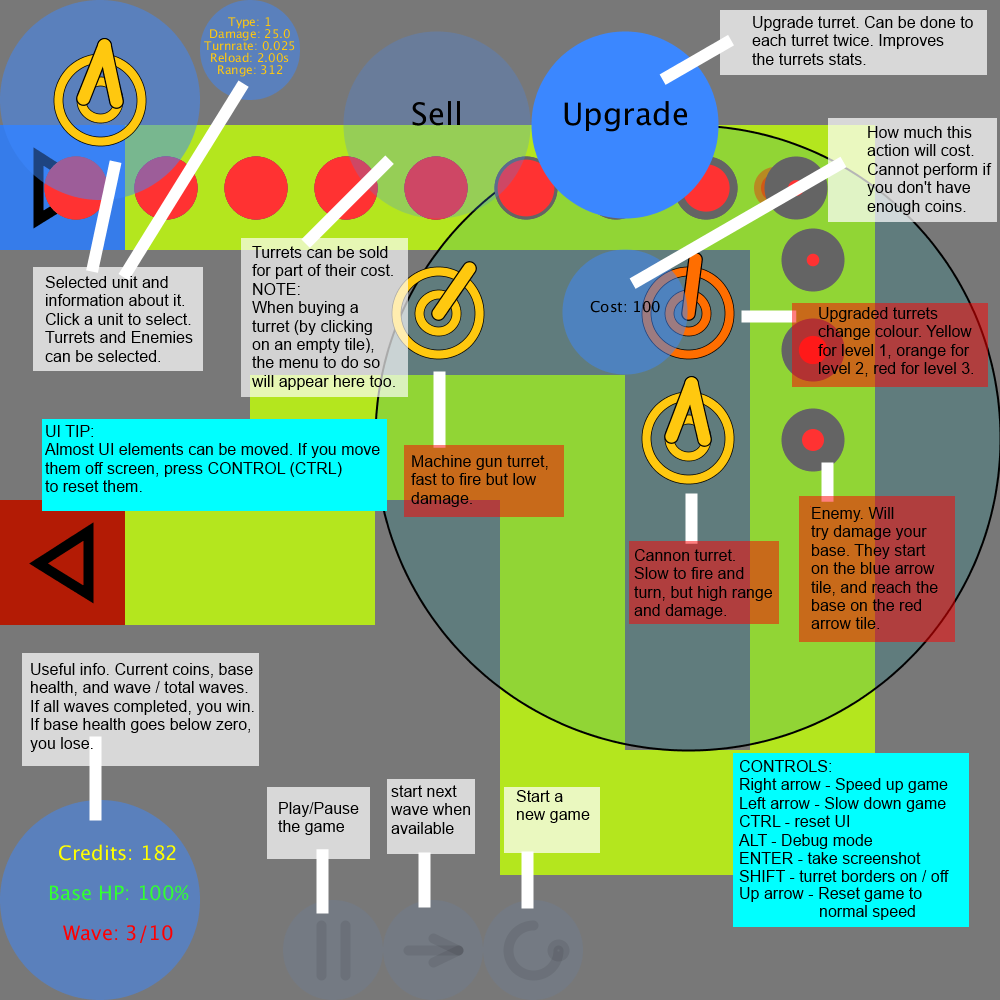 Type: 1
Damage: 25.0
Turnrate: 0.025
Reload: 2.00s
Range: 312
Sell
Upgrade
Upgrade turret. Can be done to
each turret twice. Improves
the turrets stats.
How much this
action will cost.
Cannot perform if
you don't have
enough coins.
Selected unit and
information about it.
Click a unit to select.
Turrets and Enemies
can be selected.
Turrets can be sold
for part of their cost.
NOTE:
When buying a
turret (by clicking
on an empty tile),
the menu to do so
will appear here too.
Cost: 100
Upgraded turrets
change colour. Yellow
for level 1, orange for
level 2, red for level 3.
UI TIP:
Almost UI elements can be moved. If you move
them off screen, press CONTROL (CTRL)
to reset them.
Machine gun turret,
fast to fire but low
damage.
Cannon turret.
Slow to fire and
turn, but high range
and damage.
Enemy. Will
try damage your
base. They start
on the blue arrow
tile, and reach the
base on the red
arrow tile.
Useful info. Current coins, base
health, and wave / total waves.
If all waves completed, you win.
If base health goes below zero,
you lose.
Credits: 182
Base HP: 100%
Wave: 3/10
Play/Pause
the game
start next
wave when
available
Start a
new game
CONTROLS:
Right arrow - Speed up game
Left arrow - Slow down game
CTRL - reset UI
ALT - Debug mode
ENTER - take screenshot
SHIFT - turret borders on / off
Up arrow - Reset game to
normal speed